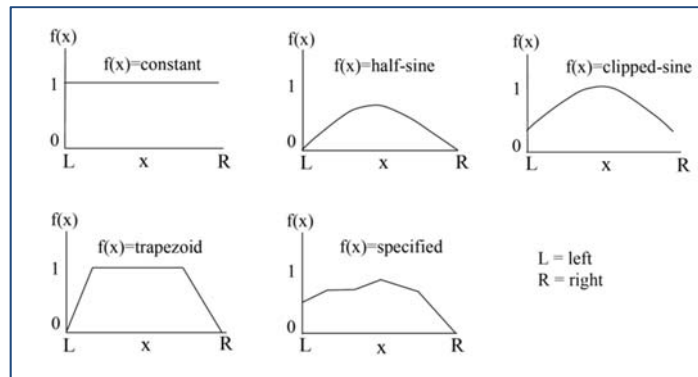 f(x)
f(x)=constant
1
0
L x R
f(x)
f(x)=half-sine
1
0
L x R
f(x)
f(x)=clipped-sine
1
0
L x R
f(x)
f(x)=trapezoid
1
0
L x R
f(x)
f(x)=specified
1
0
L x R
L = left
R = right